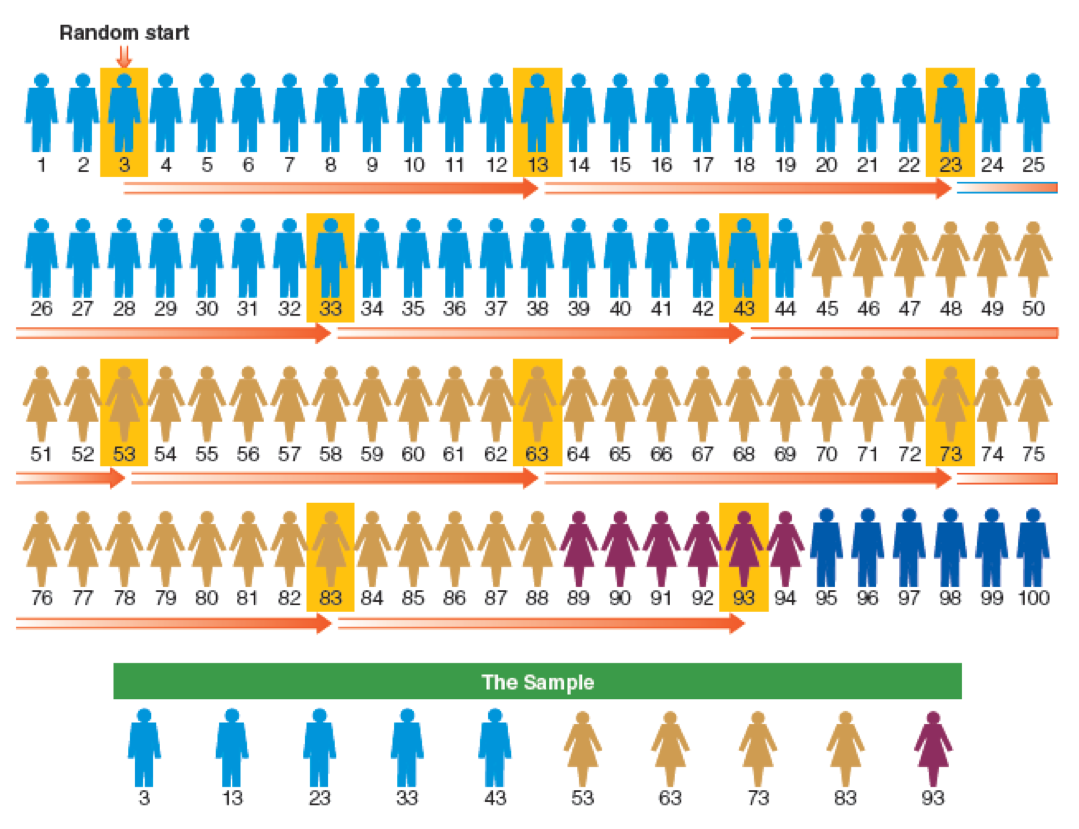 Random start
1 2 3 4 5 6 7 8 9 10 11 12 13 14 15 16 17 18 19 20 21 22 23 24 25
26 27 28 29 30 31 32 33 34 35 36 37 38 39 40 41 42 43 44 45 46 47 48 49 50
51 52 53 54 55 56 57 58 59 60 61 62 63 64 65 66 67 68 69 70 71 72 73 74 75
76 77 78 79 80 81 82 83 84 85 86 87 88 89 90 91 92 93 94 95 96 97 98 99 100
The Sample
3 13 23 33 43 53 63 73 83 93